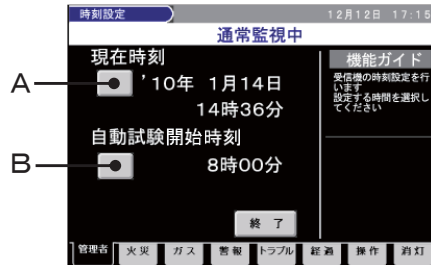 時刻設定
12月12日 17:15
通常監視中
現在時刻
A
'10年 1月14日
14時36分
自動試験開始時刻
B
8時00分
終 了
機能ガイド
受信機の時刻設定を行
います
設定する時間を選択し
てください
管理者 火 災 ガ ス 警 報 トラブル 経 過 操 作 消 灯